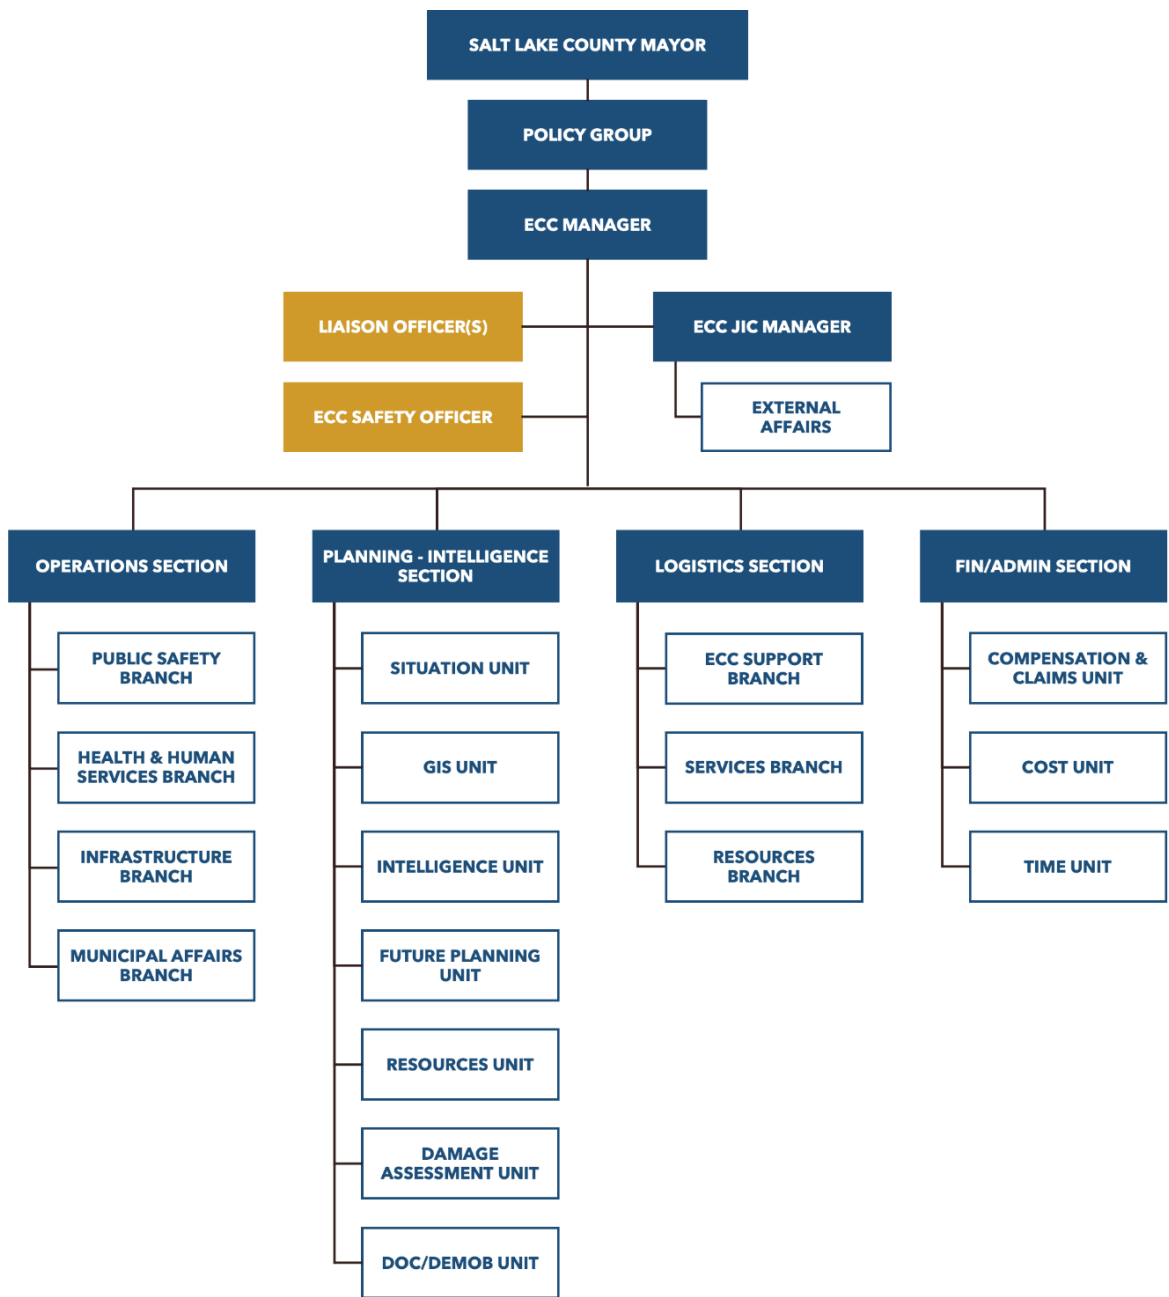 SALT LAKE COUNTY MAYOR
POLICY GROUP
ECC MANAGER
LIAISON OFFICER(S)
ECC JIC MANAGER
ECC SAFETY OFFICER
EXTERNAL
AFFAIRS
OPERATIONS SECTION
PUBLIC SAFETY
BRANCH
HEALTH & HUMAN
SERVICES BRANCH
INFRASTRUCTURE
BRANCH
MUNICIPAL AFFAIRS
BRANCH
PLANNING - INTELLIGENCE
SECTION
SITUATION UNIT
GIS UNIT
INTELLIGENCE UNIT
FUTURE PLANNING
UNIT
RESOURCES UNIT
DAMAGE
ASSESSMENT UNIT
DOC/DEMOB UNIT
LOGISTICS SECTION
ECC SUPPORT
BRANCH
SERVICES BRANCH
RESOURCES
BRANCH
FIN/ADMIN SECTION
COMPENSATION &
CLAIMS UNIT
COST UNIT
TIME UNIT